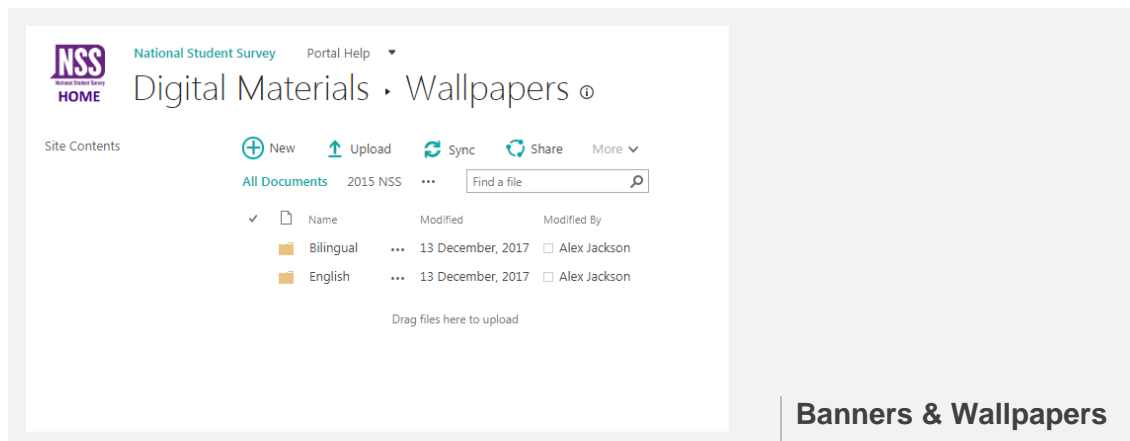 NSS
National Student Survey
HOME
National Student Survey Portal Help
Digital Materials ▸ Wallpapers
Site Contents
New Upload Sync Share More
All Documents 2015 NSS ••• Find a file
Name Modified Modified By
Bilingual ••• 13 December, 2017 Alex Jackson
English ••• 13 December, 2017 Alex Jackson
Drag files here to upload
Banners & Wallpapers